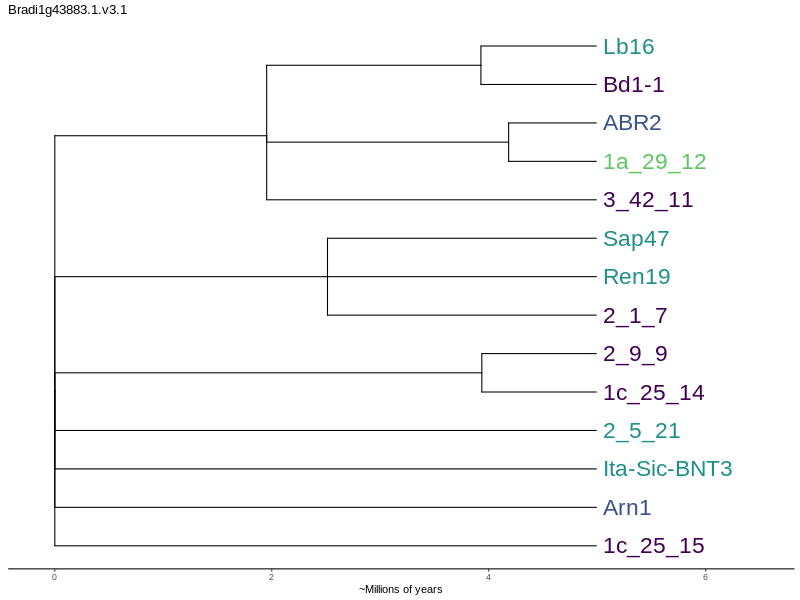 Bradi1g43883.1.v3.1
Lb16
Bd1-1
ABR2
1a_29_12
3_42_11
Sap47
Ren19
2_1_7
2_9_9
1c_25_14
2_5_21
Ita-Sic-BNT3
Arn1
1c_25_15
0 2 4 6
~Millions of years